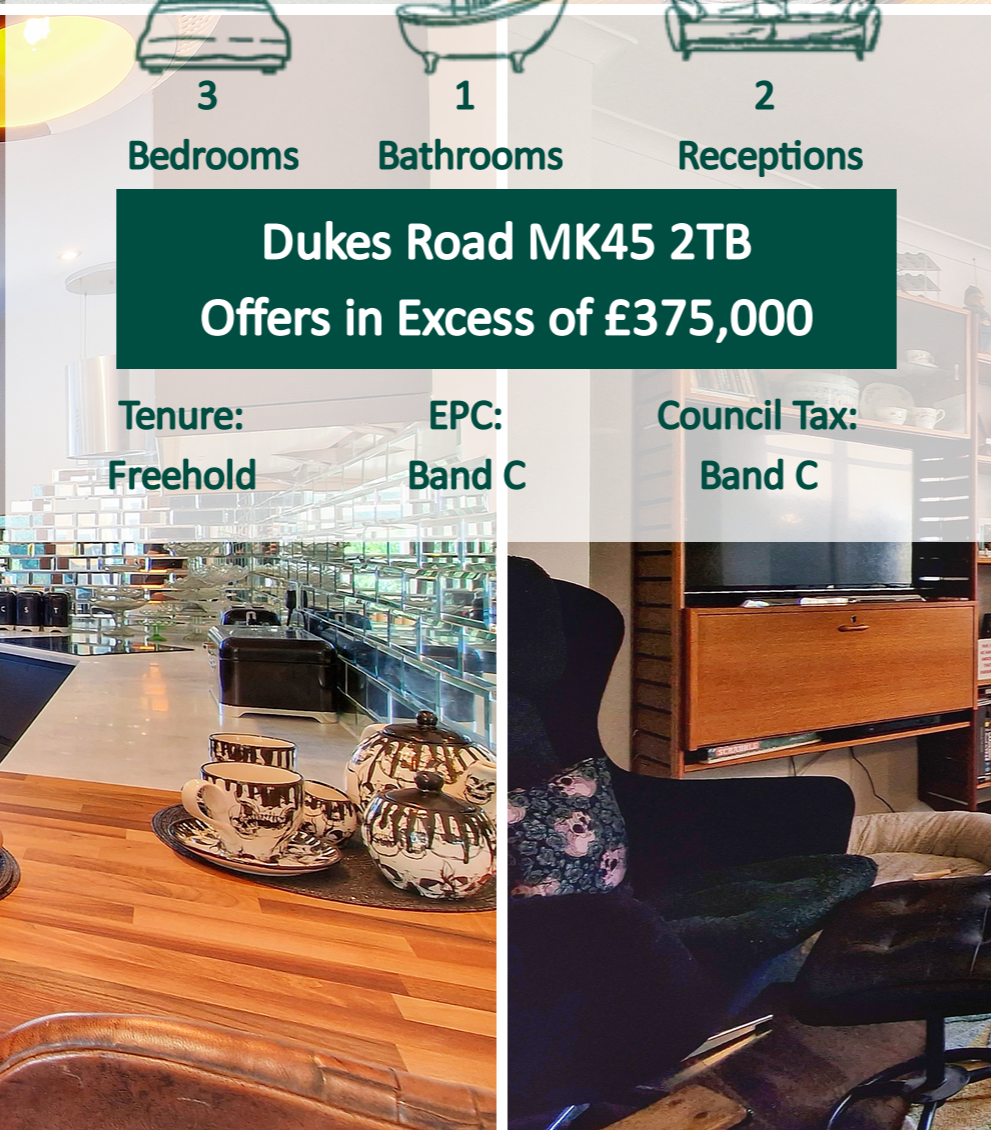 3 1 2
Bedrooms Bathrooms Receptions
Dukes Road MK45 2TB
Offers in Excess of £375,000
Tenure: EPC: Council Tax:
Freehold Band C Band C
C S T
SCRABBLE